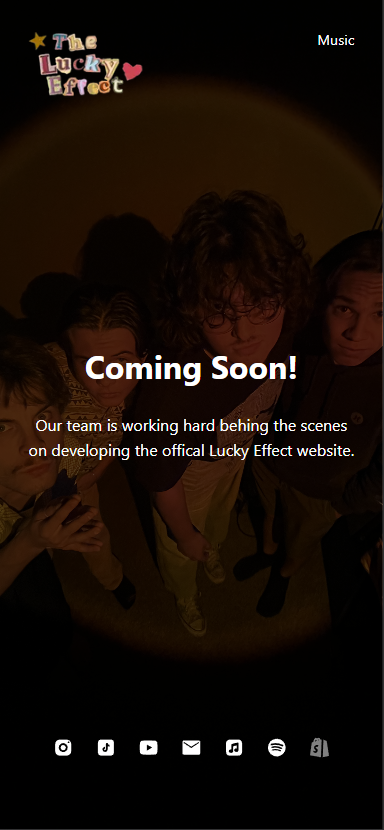 The
Lucky
Effect
Music
Coming Soon!
Our team is working hard behing the scenes
on developing the offical Lucky Effect website.